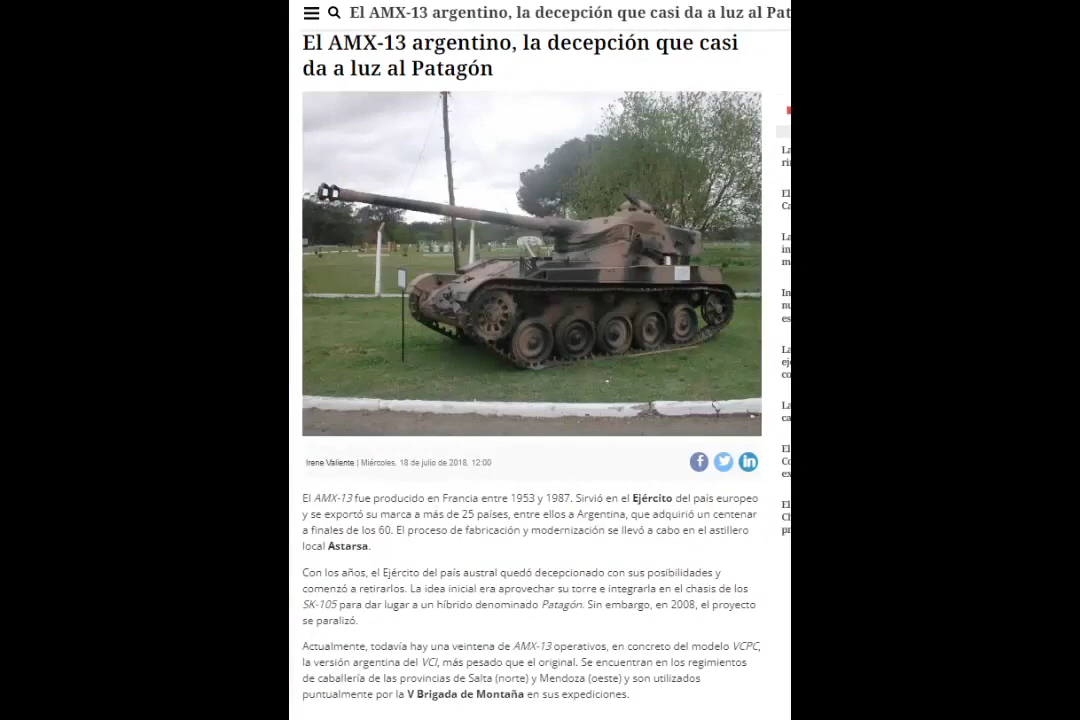 El AMX-13 argentino, la decepción que casi da a luz al Pat
El AMX-13 argentino, la decepción que casi
da a luz al Patagón
Irene Valiente | Miércoles, 18 de julio de 2018, 12:00
El AMX-13 fue producido en Francia entre 1953 y 1987. Sirvió en el Ejército del país europeo
y se exportó su marca a más de 25 países, entre ellos a Argentina, que adquirió un centenar
a finales de los 60. El proceso de fabricación y modernización se llevó a cabo en el astillero
local Astarsa.
Con los años, el Ejército del país austral quedó decepcionado con sus posibilidades y
comenzó a retirarlos. La idea inicial era aprovechar su torre e integrarla en el chasis de los
SK-105 para dar lugar a un híbrido denominado Patagón. Sin embargo, en 2008, el proyecto
se paralizó.
Actualmente, todavía hay una veintena de AMX-13 operativos, en concreto del modelo VCPC,
la versión argentina del VCI, más pesado que el original. Se encuentran en los regimientos
de caballería de las provincias de Salta (norte) y Mendoza (oeste) y son utilizados
puntualmente por la V Brigada de Montaña en sus expediciones.